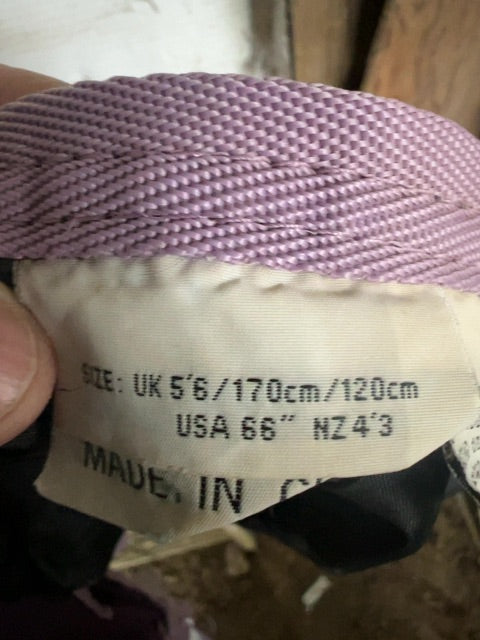 SIZE: UK 5'6/170cm/120cm
USA 66" NZ 4'3
MADE IN